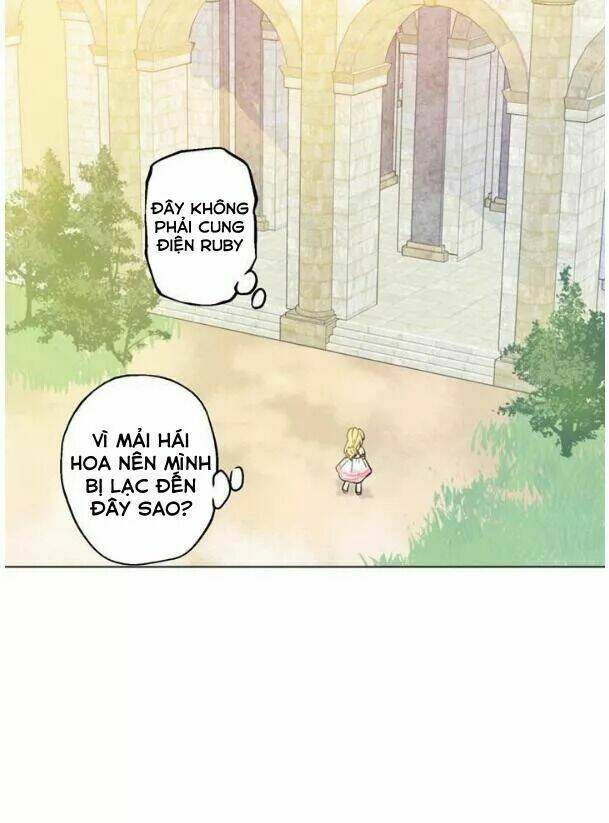 ĐÂY KHÔNG
PHẢI CUNG
ĐIỆN RUBY
VÌ MẢI HÁI
HOA NÊN MÌNH
BỊ LẠC ĐẾN
ĐÂY SAO?